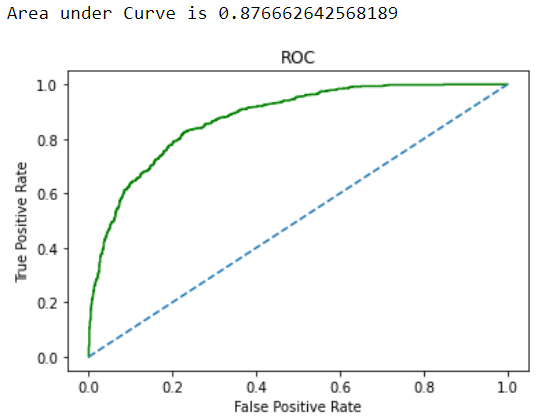 Area under Curve is 0.876662642568189
ROC
1.0
0.8
0.6
0.4
0.2
0.0
True Positive Rate
0.0 0.2 0.4 0.6 0.8 1.0
False Positive Rate